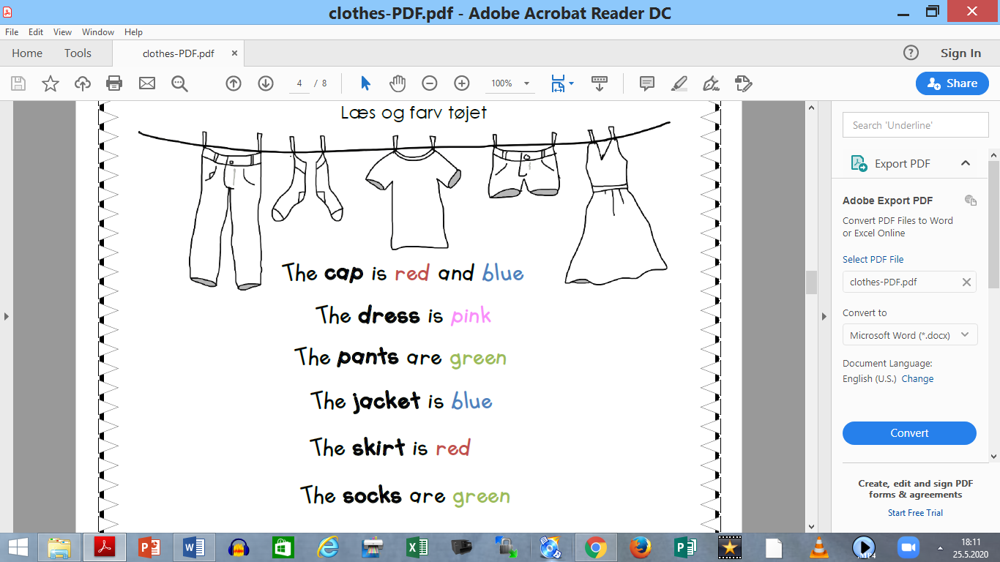 clothes-PDF.pdf - Adobe Acrobat Reader DC
File Edit View Window Help
Home Tools clothes-PDF.pdf × ? Sign In
4 / 8 100% Share
Læs og farv tøjet
The cap is red and blue
The dress is pink
The pants are green
The jacket is blue
The skirt is red
The socks are green
Search 'Underline'
Export PDF
Adobe Export PDF
Convert PDF Files to Word
or Excel Online
Select PDF File
clothes-PDF.pdf
Convert to
Microsoft Word (*.docx)
Document Language:
English (U.S.) Change
Convert
Create, edit and sign PDF
forms & agreements
Start Free Trial
MP4
18:11
25.5.2020